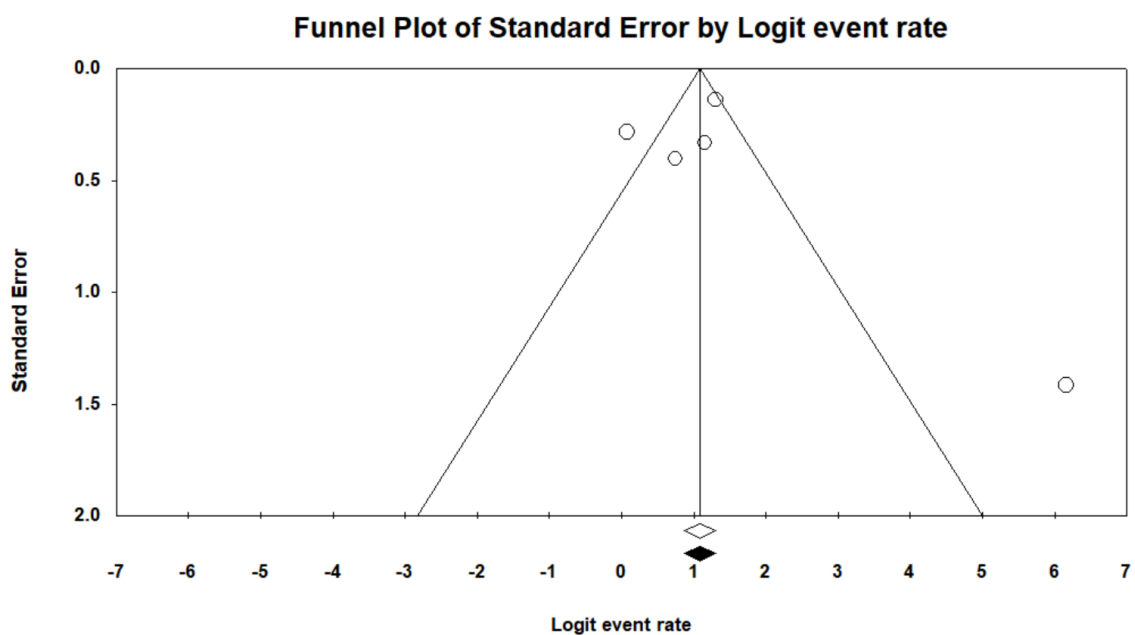 Funnel Plot of Standard Error by Logit event rate
0.0
0.5
1.0
1.5
2.0
Standard Error
-7 -6 -5 -4 -3 -2 -1 0 1 2 3 4 5 6 7
Logit event rate